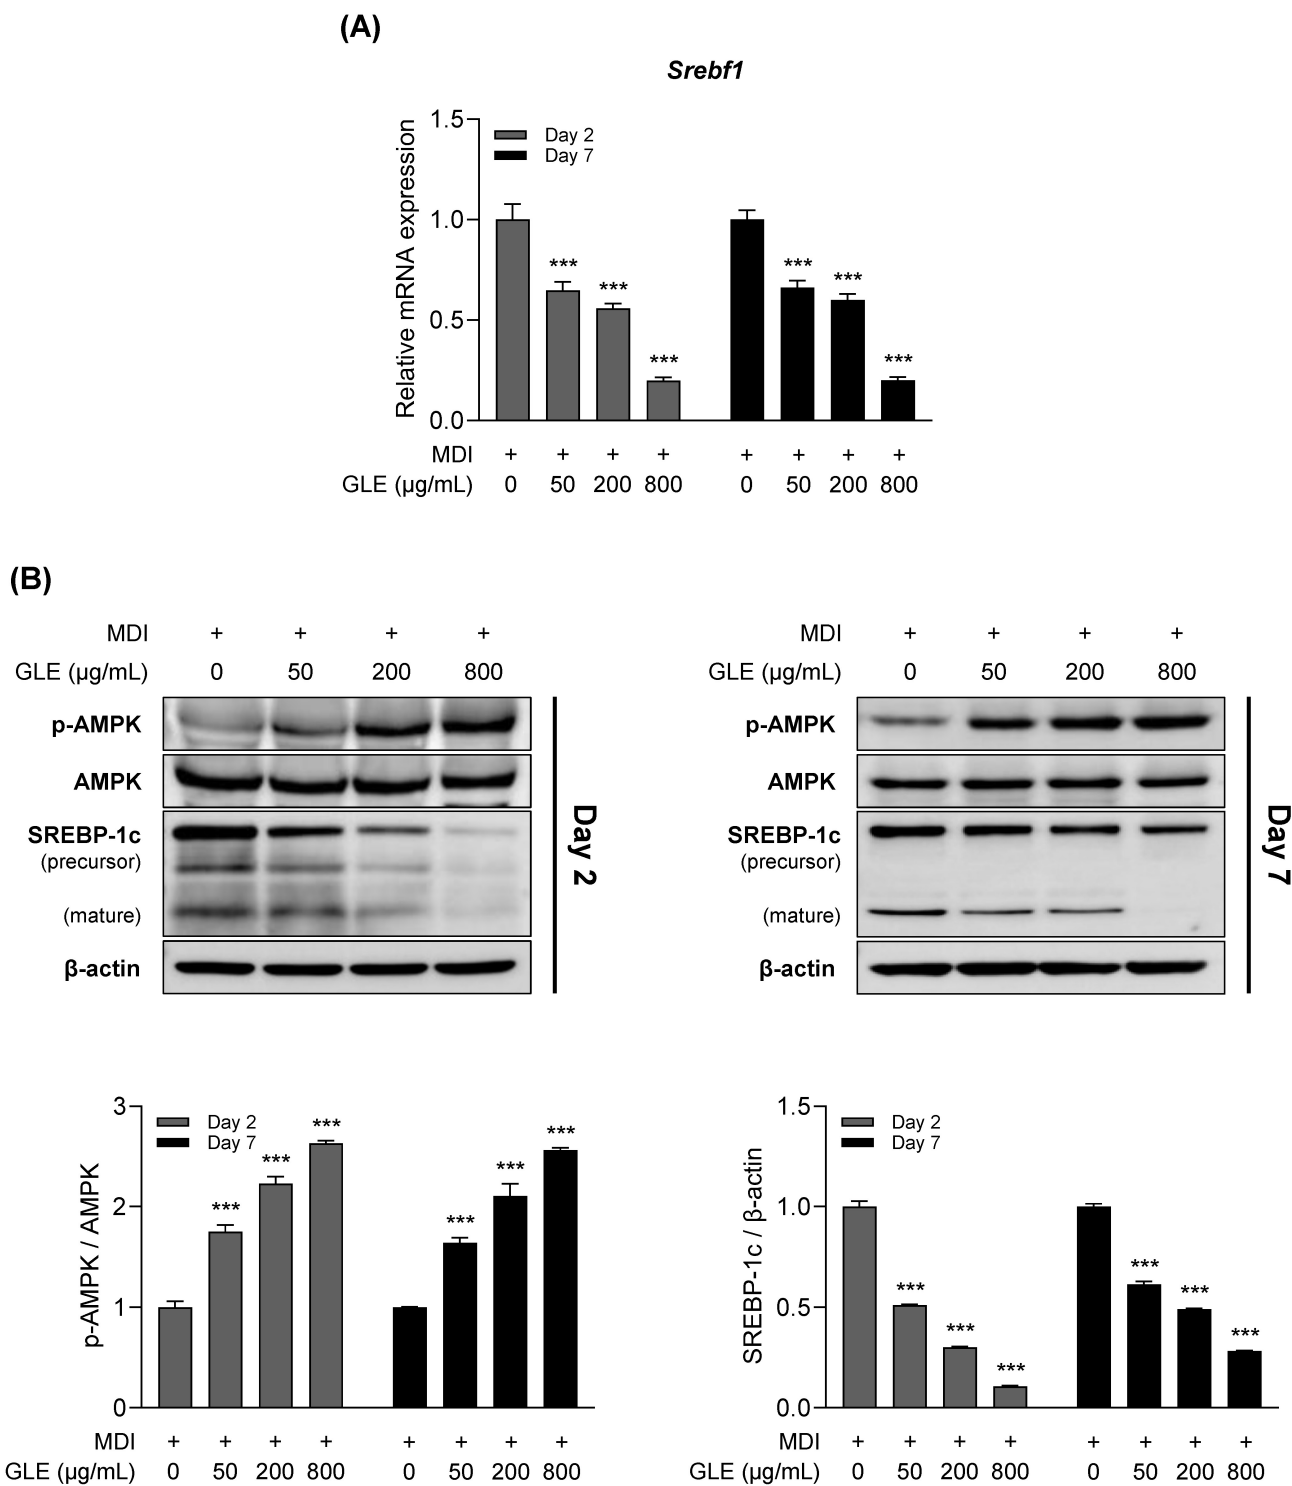 (A)
Srebf1
Relative mRNA expression
1.5
1.0
0.5
0.0
Day 2
Day 7
*** *** *** *** *** ***
MDI + + + + + + + +
GLE (µg/mL) 0 50 200 800 0 50 200 800
(B)
MDI + + + +
GLE (µg/mL) 0 50 200 800
p-AMPK
AMPK
SREBP-1c
(precursor)
(mature)
β-actin
Day 2
MDI + + + +
GLE (µg/mL) 0 50 200 800
p-AMPK
AMPK
SREBP-1c
(precursor)
(mature)
β-actin
Day 7
p-AMPK / AMPK
3
2
1
0
Day 2
Day 7
*** *** *** *** *** ***
MDI + + + + + + + +
GLE (µg/mL) 0 50 200 800 0 50 200 800
SREBP-1c / β-actin
1.5
1.0
0.5
0.0
Day 2
Day 7
*** *** *** *** *** ***
MDI + + + + + + + +
GLE (µg/mL) 0 50 200 800 0 50 200 800